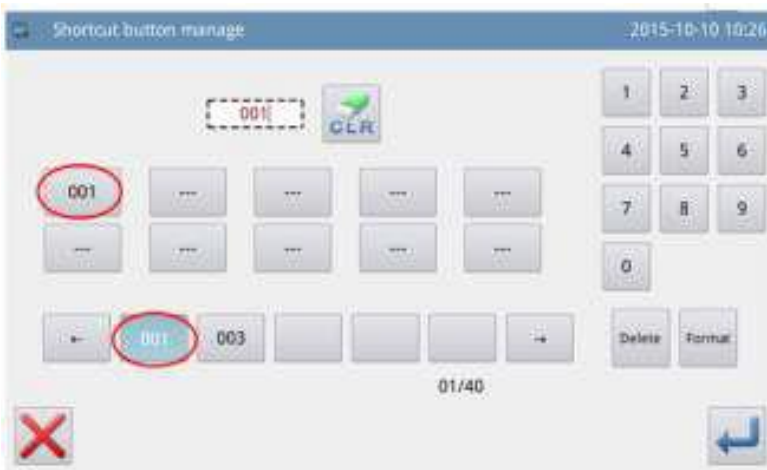 Shortcut button manage 2015-10-10 10:26
001 CLR 1 2 3
4 5 6
001 --- --- --- ---
7 8 9
--- --- --- --- ---
0
← 001 003 → Delete Format
01/40